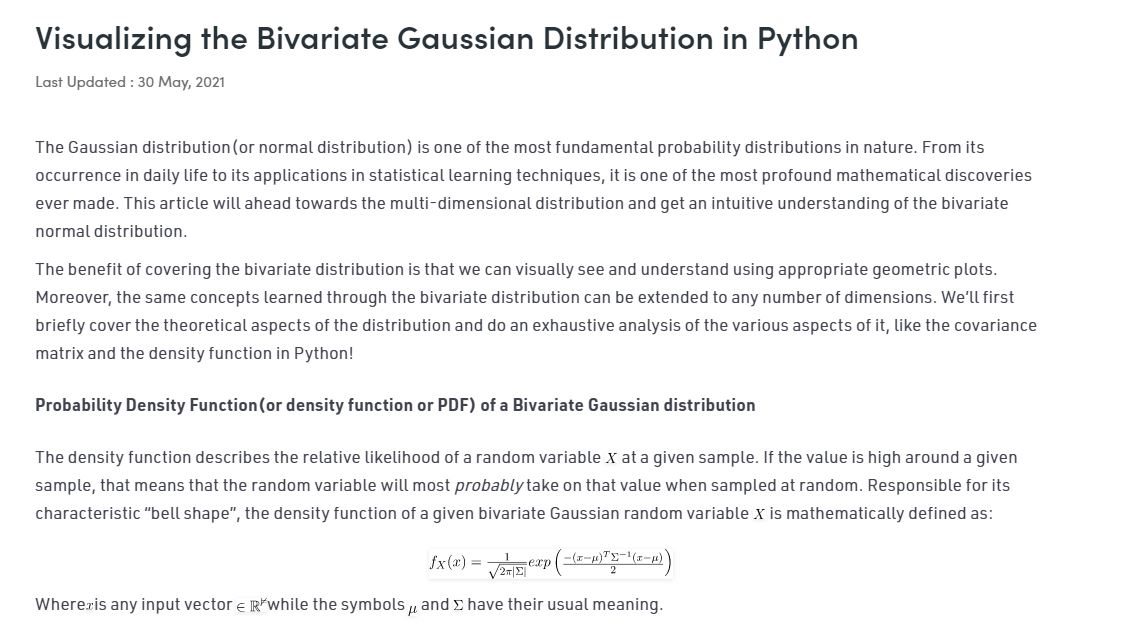 Visualizing the Bivariate Gaussian Distribution in Python
Last Updated : 30 May, 2021
The Gaussian distribution(or normal distribution) is one of the most fundamental probability distributions in nature. From its
occurrence in daily life to its applications in statistical learning techniques, it is one of the most profound mathematical discoveries
ever made. This article will ahead towards the multi-dimensional distribution and get an intuitive understanding of the bivariate
normal distribution.
The benefit of covering the bivariate distribution is that we can visually see and understand using appropriate geometric plots.
Moreover, the same concepts learned through the bivariate distribution can be extended to any number of dimensions. We'll first
briefly cover the theoretical aspects of the distribution and do an exhaustive analysis of the various aspects of it, like the covariance
matrix and the density function in Python!
Probability Density Function(or density function or PDF) of a Bivariate Gaussian distribution
The density function describes the relative likelihood of a random variable X at a given sample. If the value is high around a given
sample, that means that the random variable will most probably take on that value when sampled at random. Responsible for its
characteristic “bell shape”, the density function of a given bivariate Gaussian random variable X is mathematically defined as:
f_X(x) = \frac{1}{\sqrt{2\pi|\Sigma|}} exp\left(\frac{-(x-\mu)^T\Sigma^{-1}(x-\mu)}{2}\right)
Where x is any input vector ∈ ℝ while the symbols μ and Σ have their usual meaning.